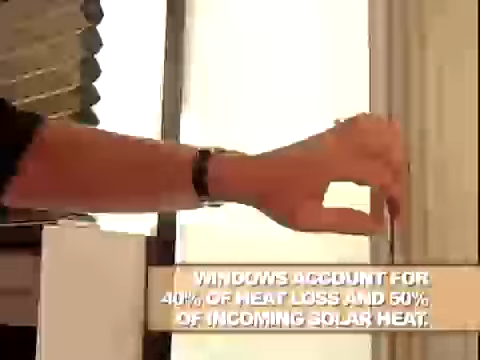 WINDOWS ACCOUNT FOR
40% OF HEAT LOSS AND 50%
OF INCOMING SOLAR HEAT.